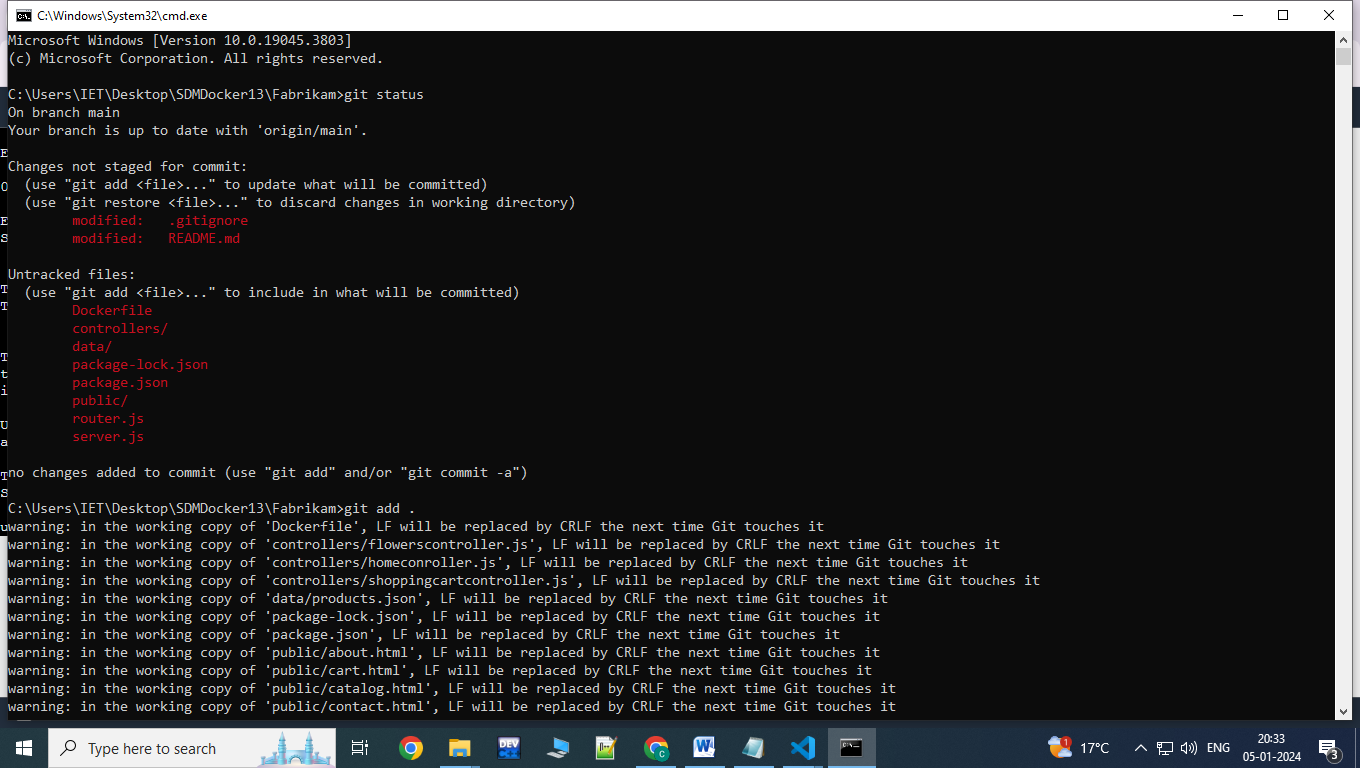 C:\Windows\System32\cmd.exe
Microsoft Windows [Version 10.0.19045.3803]
(c) Microsoft Corporation. All rights reserved.
C:\Users\IET\Desktop\SDMDocker13\Fabrikam>git status
On branch main
Your branch is up to date with 'origin/main'.
Changes not staged for commit:
(use "git add <file>..." to update what will be committed)
(use "git restore <file>..." to discard changes in working directory)
modified: .gitignore
modified: README.md
Untracked files:
(use "git add <file>..." to include in what will be committed)
Dockerfile
controllers/
data/
package-lock.json
package.json
public/
router.js
server.js
no changes added to commit (use "git add" and/or "git commit -a")
C:\Users\IET\Desktop\SDMDocker13\Fabrikam>git add .
warning: in the working copy of 'Dockerfile', LF will be replaced by CRLF the next time Git touches it
warning: in the working copy of 'controllers/flowerscontroller.js', LF will be replaced by CRLF the next time Git touches it
warning: in the working copy of 'controllers/homeconroller.js', LF will be replaced by CRLF the next time Git touches it
warning: in the working copy of 'controllers/shoppingcartcontroller.js', LF will be replaced by CRLF the next time Git touches it
warning: in the working copy of 'data/products.json', LF will be replaced by CRLF the next time Git touches it
warning: in the working copy of 'package-lock.json', LF will be replaced by CRLF the next time Git touches it
warning: in the working copy of 'package.json', LF will be replaced by CRLF the next time Git touches it
warning: in the working copy of 'public/about.html', LF will be replaced by CRLF the next time Git touches it
warning: in the working copy of 'public/cart.html', LF will be replaced by CRLF the next time Git touches it
warning: in the working copy of 'public/catalog.html', LF will be replaced by CRLF the next time Git touches it
warning: in the working copy of 'public/contact.html', LF will be replaced by CRLF the next time Git touches it
Type here to search
DEV
1
17°C
ENG
20:33
05-01-2024
3